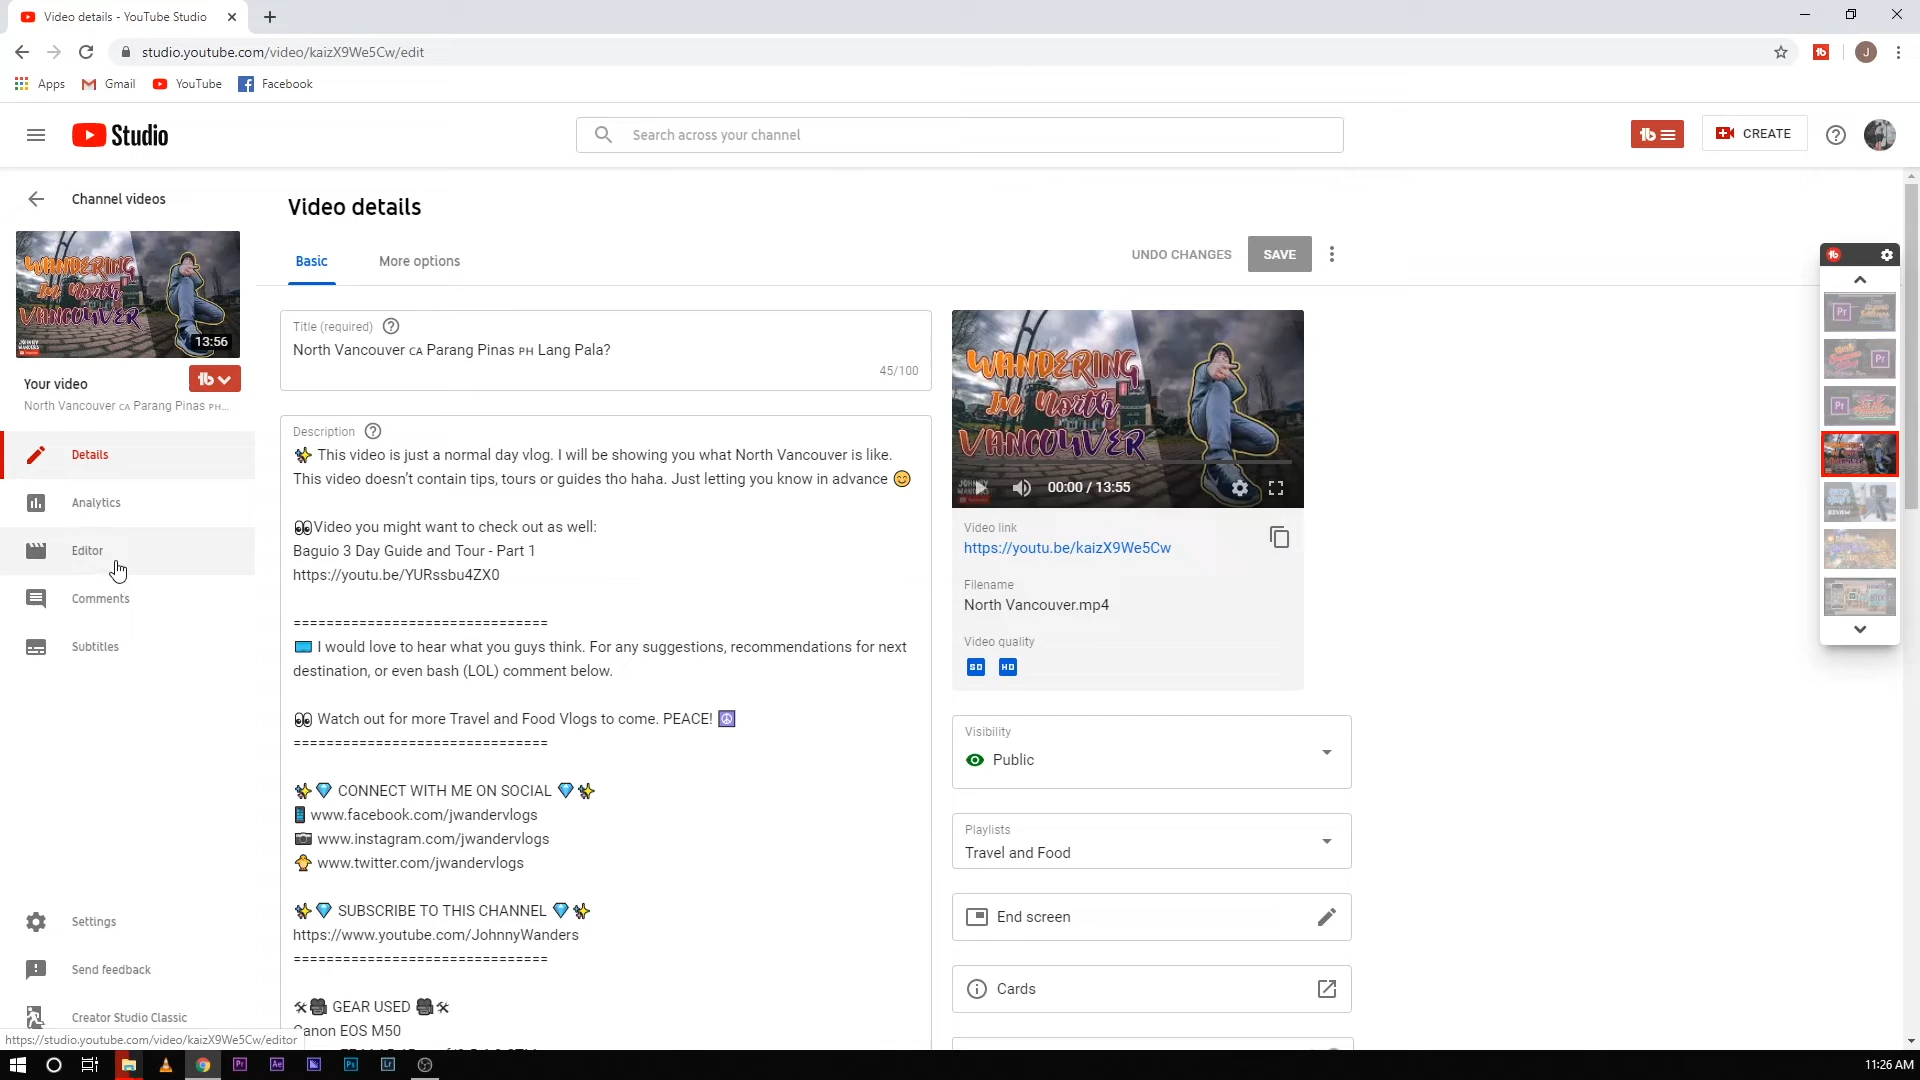 Video details - YouTube Studio
studio.youtube.com/video/kaizX9We5Cw/edit
J
Apps
Gmail
YouTube
Facebook
Studio
Search across your channel
CREATE
Channel videos
WANDERING
In North
VANCOUVER
13:56
Your video
North Vancouver CA Parang Pinas PH...
Details
Analytics
Editor
Comments
Subtitles
Settings
Send feedback
Creator Studio Classic
https://studio.youtube.com/video/kaizX9We5Cw/editor
Video details
Basic
More options
UNDO CHANGES
SAVE
Title (required)
North Vancouver CA Parang Pinas PH Lang Pala?
45/100
Description
✨ This video is just a normal day vlog. I will be showing you what North Vancouver is like.
This video doesn’t contain tips, tours or guides tho haha. Just letting you know in advance 😊
👀Video you might want to check out as well:
Baguio 3 Day Guide and Tour - Part 1
https://youtu.be/YURssbu4ZX0
===============================
I would love to hear what you guys think. For any suggestions, recommendations for next
destination, or even bash (LOL) comment below.
👀 Watch out for more Travel and Food Vlogs to come. PEACE! ☮
===============================
✨💎 CONNECT WITH ME ON SOCIAL 💎✨
📱 www.facebook.com/jwandervlogs
📷 www.instagram.com/jwandervlogs
🐥 www.twitter.com/jwandervlogs
✨💎 SUBSCRIBE TO THIS CHANNEL 💎✨
https://www.youtube.com/JohnnyWanders
===============================
🛠🎥 GEAR USED 🎥🛠
Canon EOS M50
WANDERING
In North
VANCOUVER
00:00 / 13:55
Video link
https://youtu.be/kaizX9We5Cw
Filename
North Vancouver.mp4
Video quality
SD HD
Visibility
Public
Playlists
Travel and Food
End screen
Cards
Pr
Pr
Pr
Pr Ae Ps Lr
11:26 AM